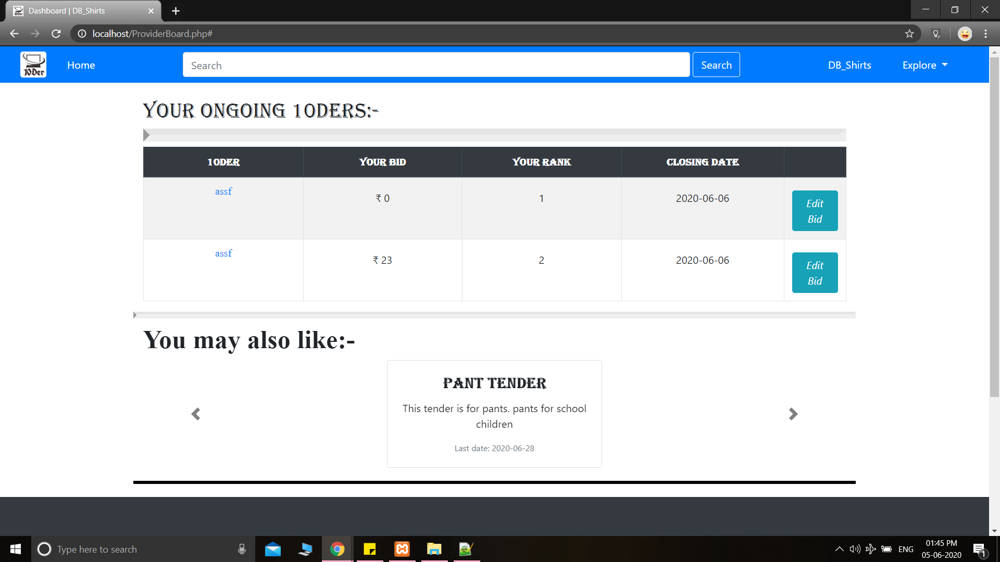 Dashboard | DB_Shirts
localhost/ProviderBoard.php#
10Der
Home
Search
Search
DB_Shirts
Explore
YOUR ONGOING 10DERS:-
10DER
YOUR BID
YOUR RANK
CLOSING DATE
assf
₹ 0
1
2020-06-06
Edit
Bid
assf
₹ 23
2
2020-06-06
Edit
Bid
You may also like:-
PANT TENDER
This tender is for pants. pants for school
children
Last date: 2020-06-28
Type here to search
ENG
01:45 PM
05-06-2020
1